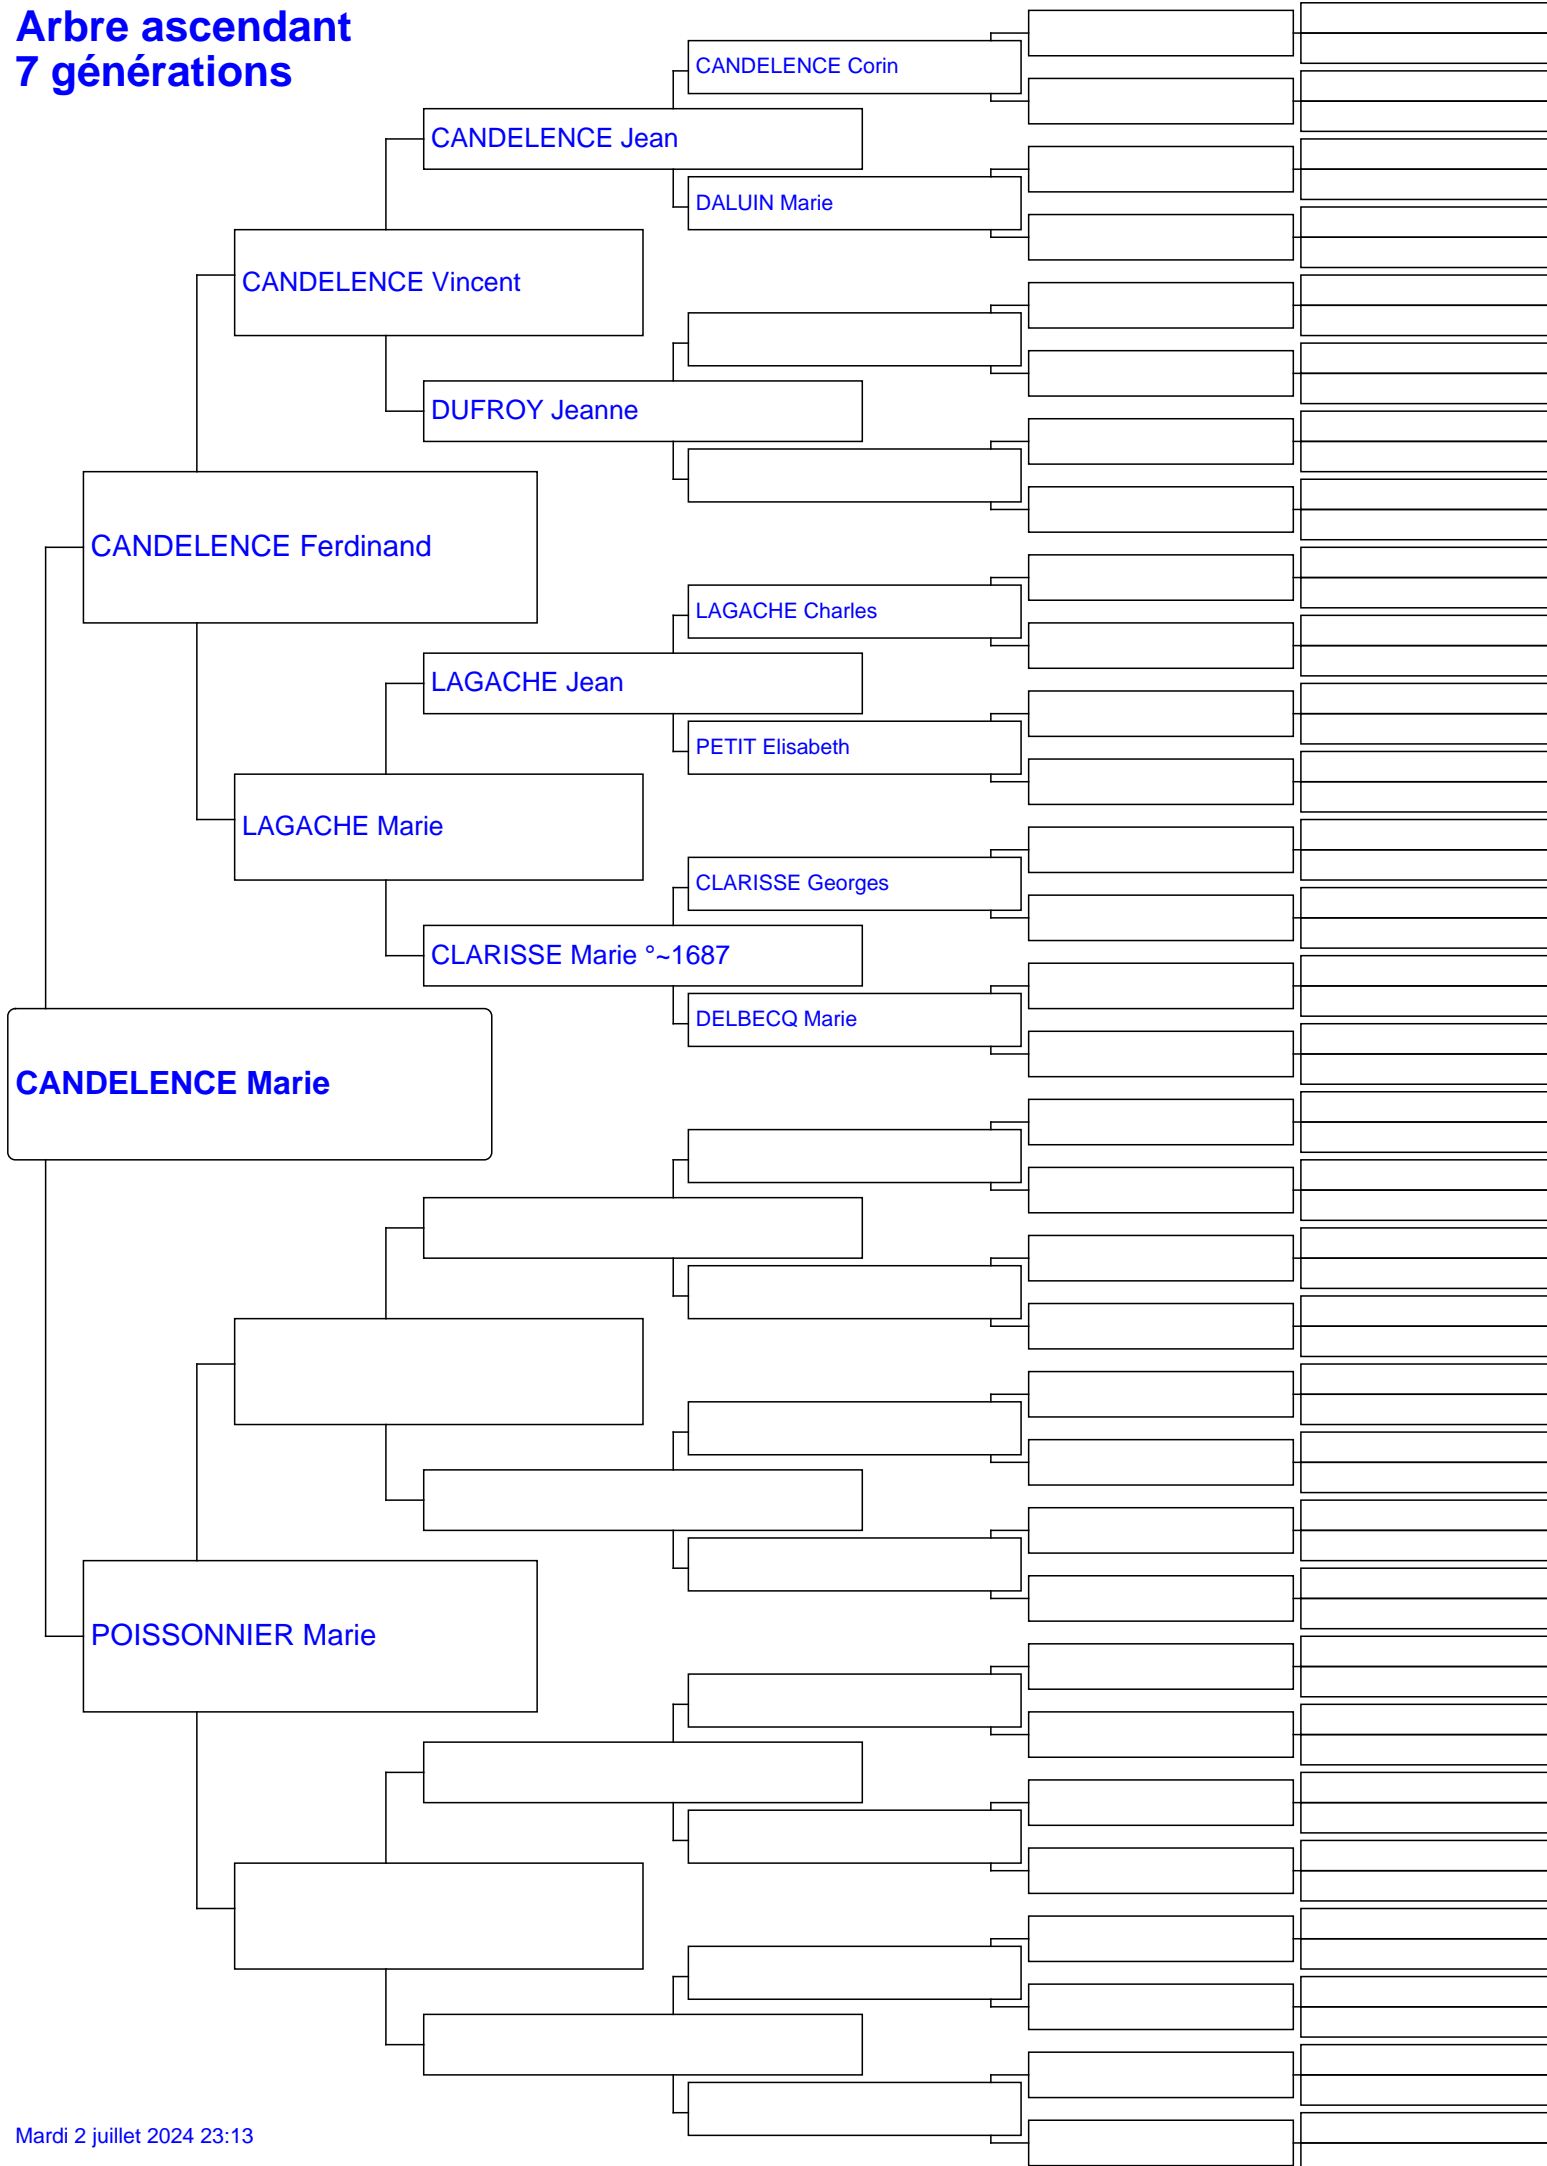 Arbre ascendant
7 générations
CANDELENCE Corin
CANDELENCE Jean
DALUIN Marie
CANDELENCE Vincent
DUFROY Jeanne
CANDELENCE Ferdinand
LAGACHE Charles
LAGACHE Jean
PETIT Elisabeth
LAGACHE Marie
CLARISSE Georges
CLARISSE Marie °~1687
DELBECQ Marie
CANDELENCE Marie
POISSONNIER Marie
Mardi 2 juillet 2024 23:13